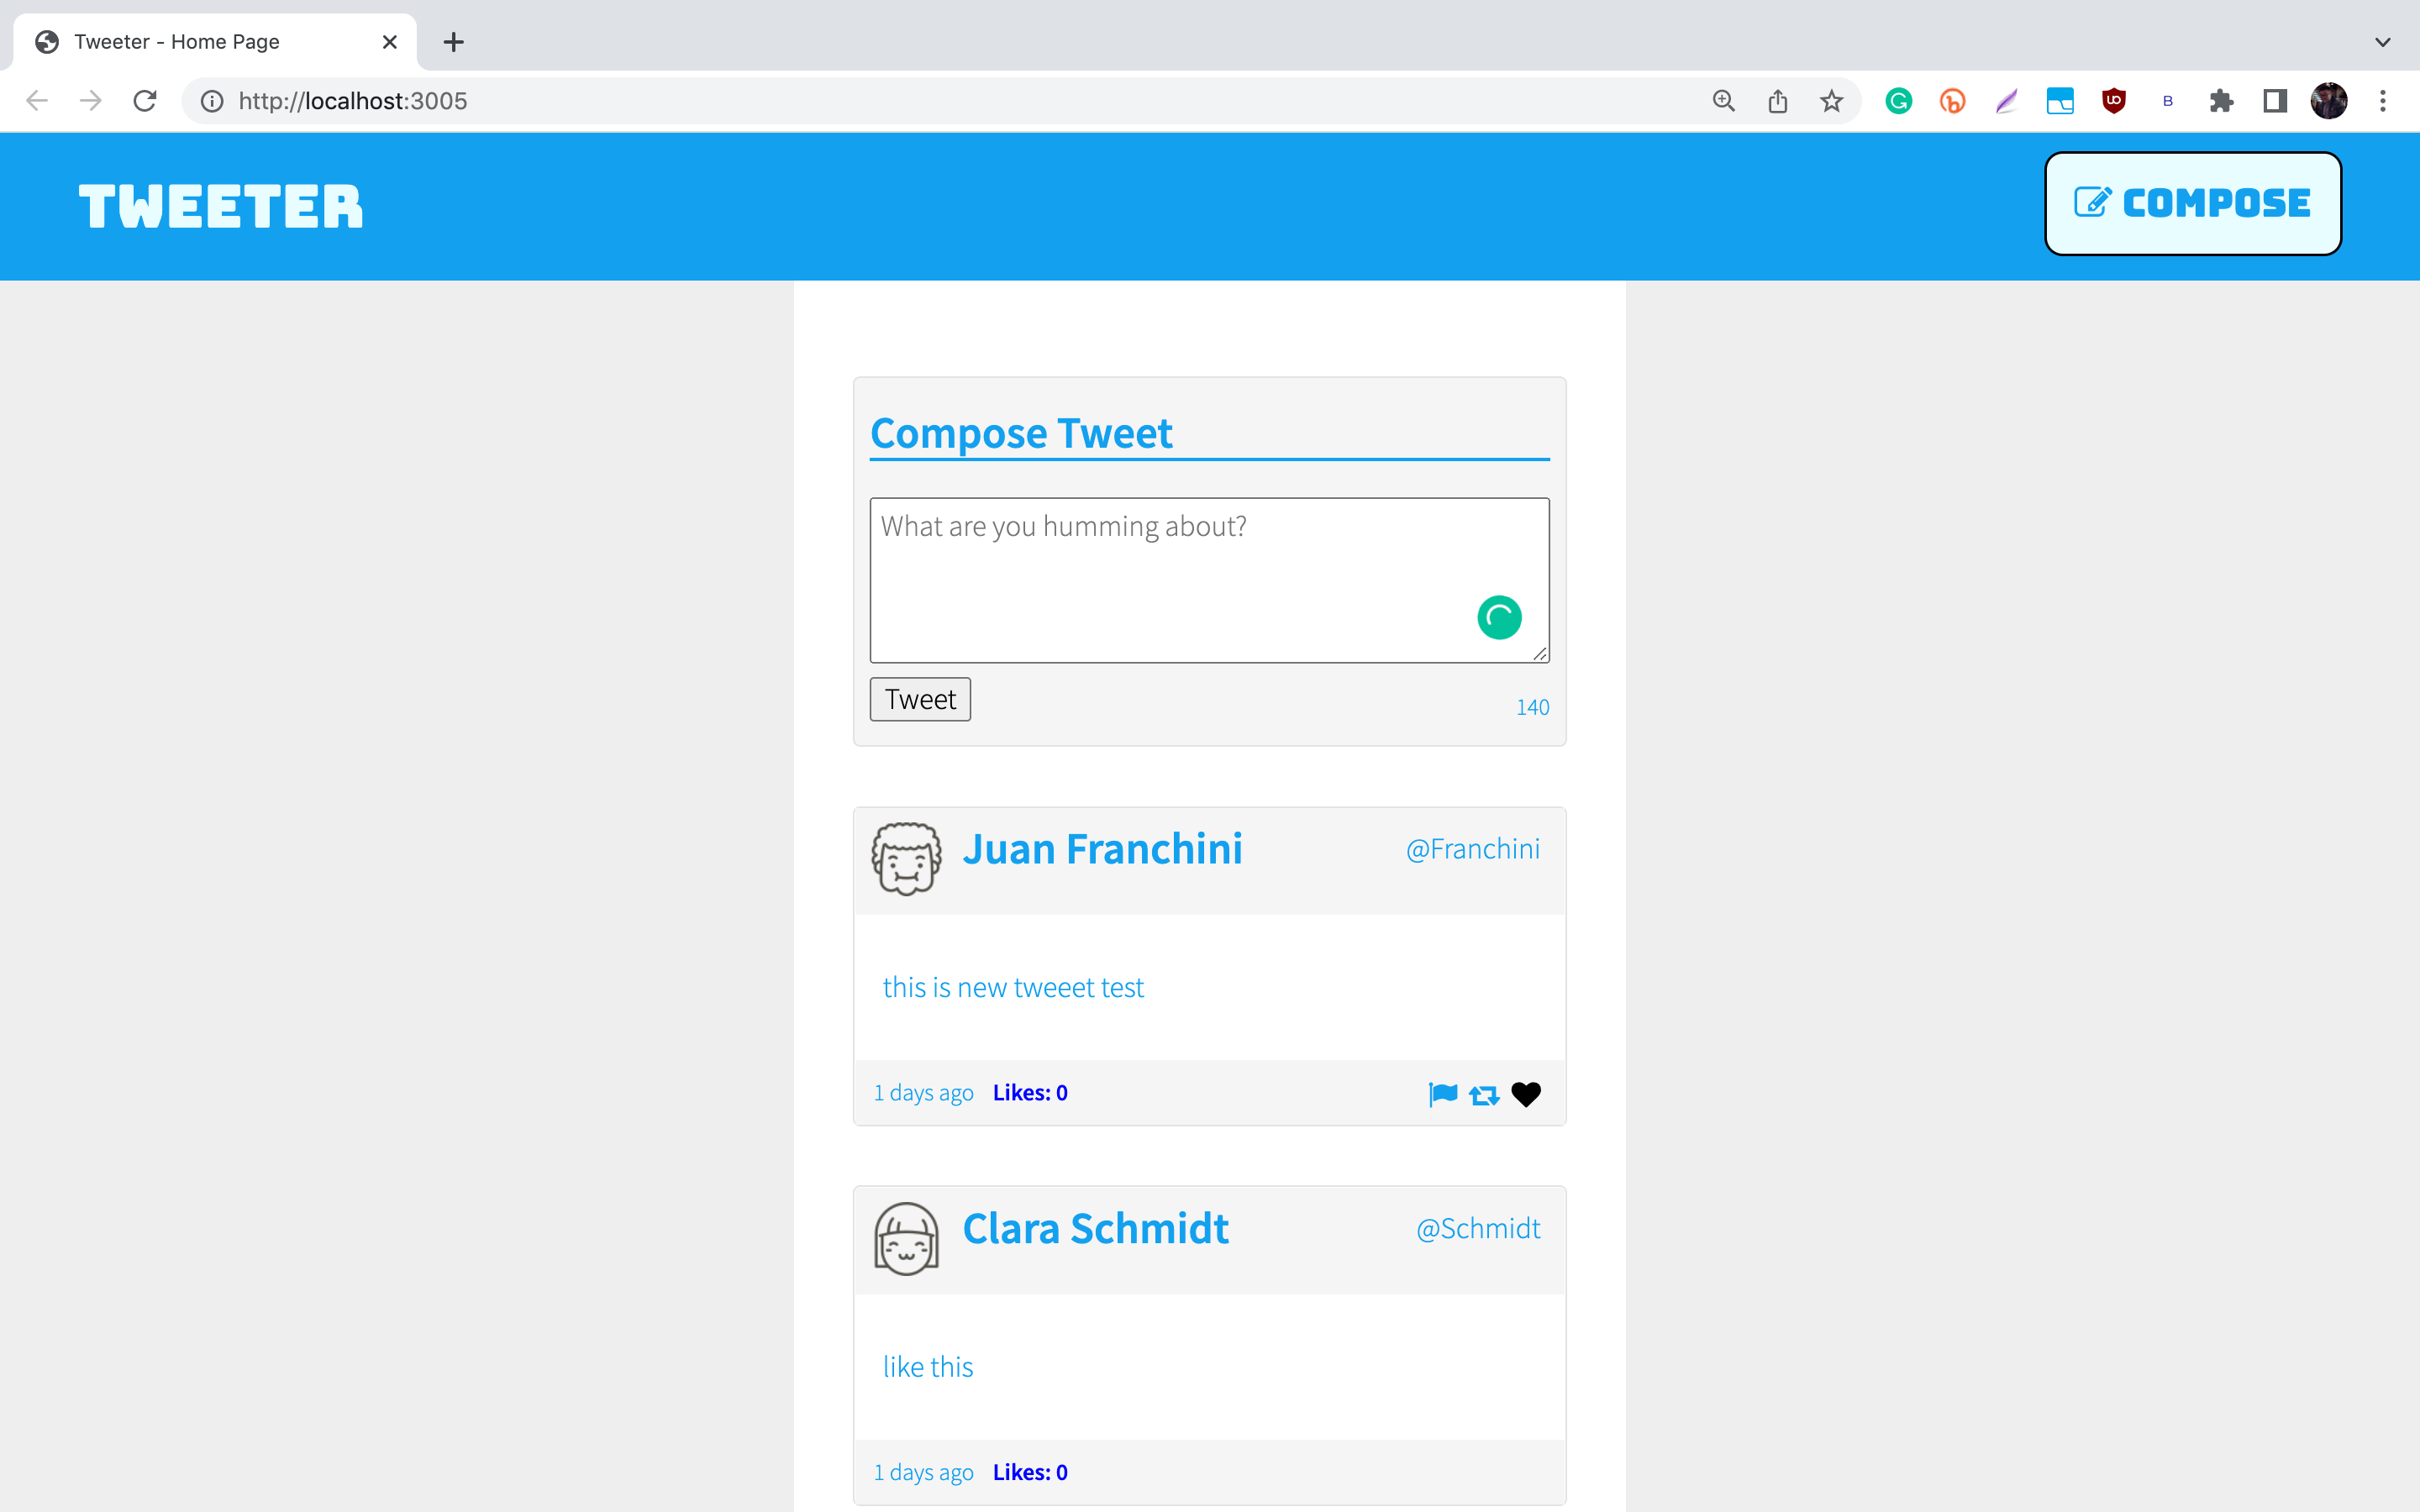 Tweeter - Home Page
http://localhost:3005
B
TWEETER
COMPOSE
Compose Tweet
What are you humming about?
Tweet
140
Juan Franchini
@Franchini
this is new tweeet test
1 days ago Likes: 0
Clara Schmidt
@Schmidt
like this
1 days ago Likes: 0